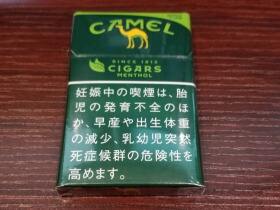 CAMEL
SINCE 1913
CIGARS
MENTHOL
妊娠中の喫煙は、胎
児の発育不全のほ
か、早産や出生体重
の減少、乳幼児突然
死症候群の危険性を
高めます。